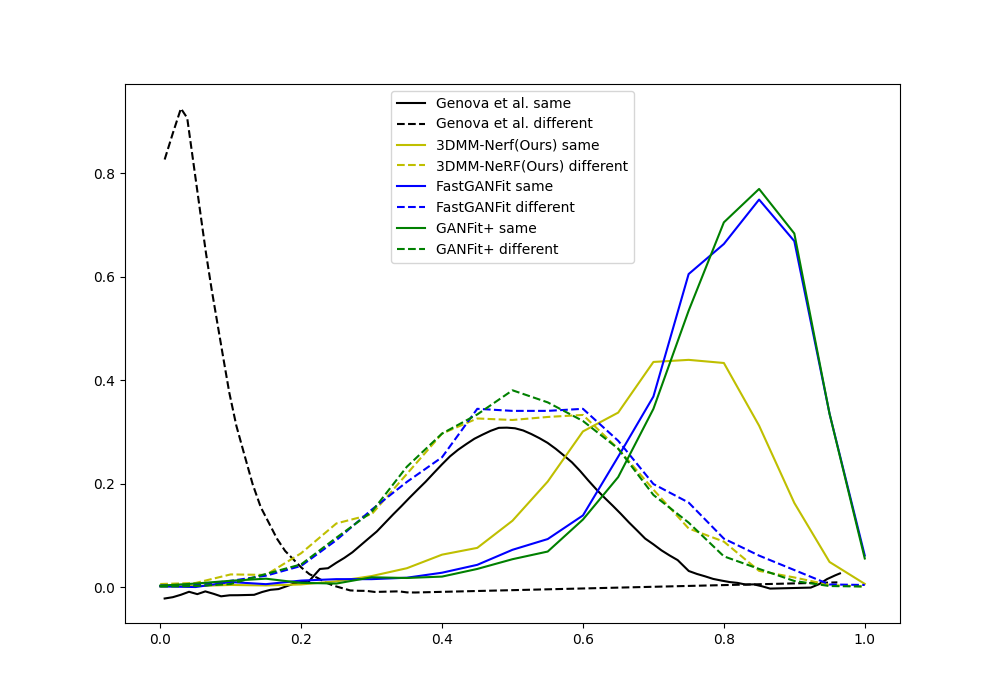 Genova et al. same
Genova et al. different
3DMM-Nerf(Ours) same
3DMM-NeRF(Ours) different
FastGANFit same
FastGANFit different
GANFit+ same
GANFit+ different
0.8
0.6
0.4
0.2
0.0
0.0 0.2 0.4 0.6 0.8 1.0